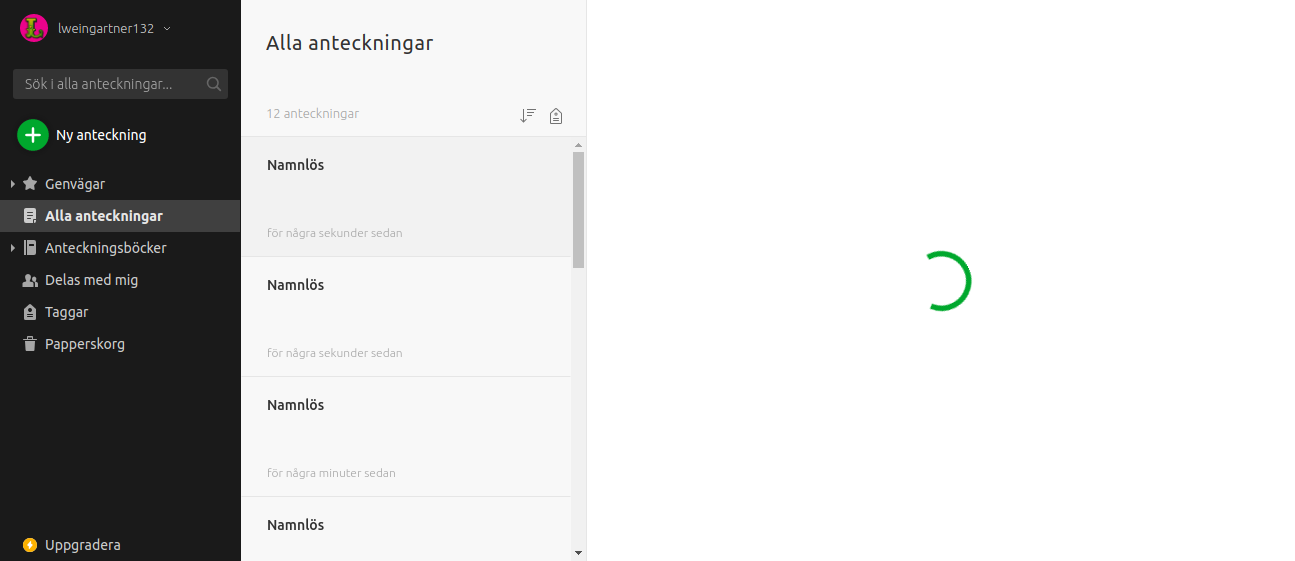 lweingartner132
Sök i alla anteckningar...
Ny anteckning
Genvägar
Alla anteckningar
Anteckningsböcker
Delas med mig
Taggar
Papperskorg
Uppgradera
Alla anteckningar
12 anteckningar
Namnlös
för några sekunder sedan
Namnlös
för några sekunder sedan
Namnlös
för några minuter sedan
Namnlös